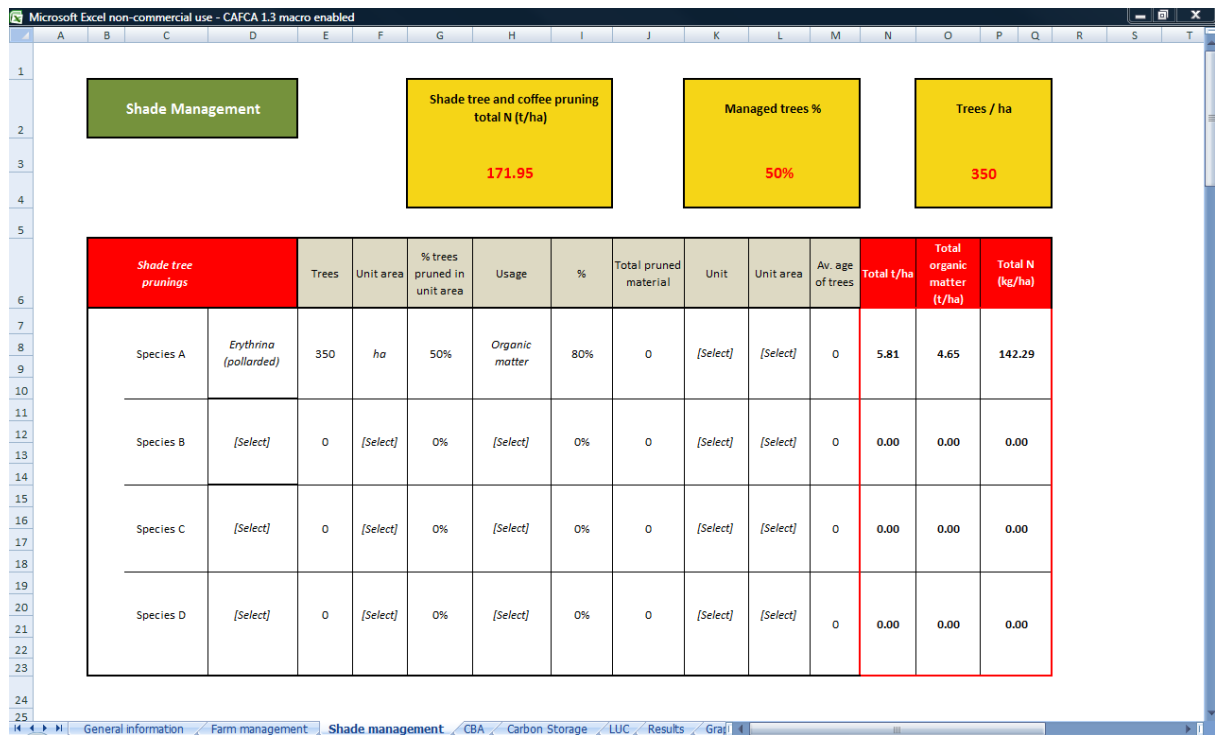 Microsoft Excel non-commercial use - CAFCA 1.3 macro enabled
A B C D E F G H I J K L M N O P Q R S T
1
2
3
4
5
6
7
8
9
10
11
12
13
14
15
16
17
18
19
20
21
22
23
24
25
Shade Management
Shade tree and coffee pruning
total N (t/ha)
171.95
Managed trees %
50%
Trees / ha
350
Shade tree
prunings
Trees
Unit area
% trees
pruned in
unit area
Usage
%
Total pruned
material
Unit
Unit area
Av. age
of trees
Total t/ha
Total
organic
matter
(t/ha)
Total N
(kg/ha)
Species A
Erythrina
(pollarded)
350
ha
50%
Organic
matter
80%
0
[Select]
[Select]
0
5.81
4.65
142.29
Species B
[Select]
0
[Select]
0%
[Select]
0%
0
[Select]
[Select]
0
0.00
0.00
0.00
Species C
[Select]
0
[Select]
0%
[Select]
0%
0
[Select]
[Select]
0
0.00
0.00
0.00
Species D
[Select]
0
[Select]
0%
[Select]
0%
0
[Select]
[Select]
0
0.00
0.00
0.00
General information Farm management Shade management CBA Carbon Storage LUC Results